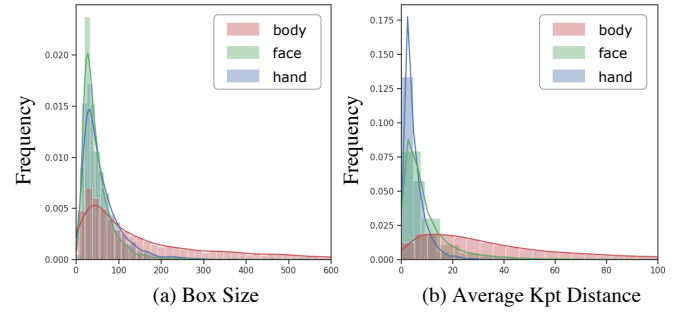 body
face
hand
Frequency
0.020
0.015
0.010
0.005
0.000
0 100 200 300 400 500 600
(a) Box Size
body
face
hand
Frequency
0.175
0.150
0.125
0.100
0.075
0.050
0.025
0.000
0 20 40 60 80 100
(b) Average Kpt Distance